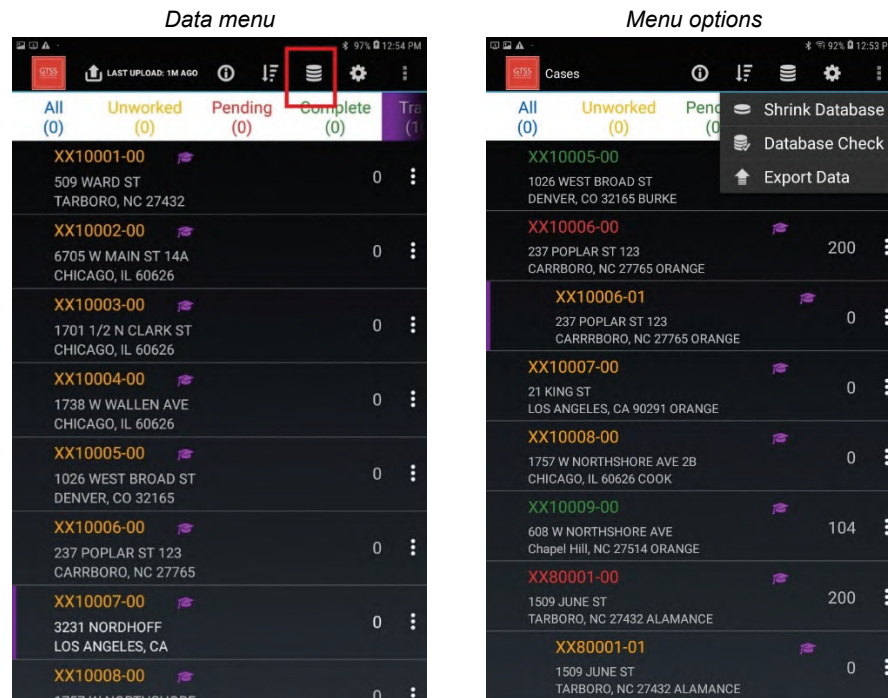 Data menu
97% 12:54 PM
GTSS LAST UPLOAD: 1M AGO
All Unworked Pending Complete Tra
(0) (0) (0) (0)
XX10001-00
509 WARD ST 0
TARBORO, NC 27432
XX10002-00
6705 W MAIN ST 14A 0
CHICAGO, IL 60626
XX10003-00
1701 1/2 N CLARK ST 0
CHICAGO, IL 60626
XX10004-00
1738 W WALLEN AVE 0
CHICAGO, IL 60626
XX10005-00
1026 WEST BROAD ST 0
DENVER, CO 32165
XX10006-00
237 POPLAR ST 123 0
CARRBORO, NC 27765
XX10007-00
3231 NORDHOFF 0
LOS ANGELES, CA
XX10008-00
0
Menu options
92% 12:53 P
GTSS Cases
All Unworked Pend
(0) (0) (0
Shrink Database
Database Check
Export Data
XX10005-00
1026 WEST BROAD ST
DENVER, CO 32165 BURKE
XX10006-00
237 POPLAR ST 123 200
CARRBORO, NC 27765 ORANGE
XX10006-01
237 POPLAR ST 123 0
CARRRBORO, NC 27765 ORANGE
XX10007-00
21 KING ST 0
LOS ANGELES, CA 90291 ORANGE
XX10008-00
1757 W NORTHSHORE AVE 2B 0
CHICAGO, IL 60626 COOK
XX10009-00
608 W NORTHSHORE AVE 104
Chapel Hill, NC 27514 ORANGE
XX80001-00
1509 JUNE ST 200
TARBORO, NC 27432 ALAMANCE
XX80001-01
1509 JUNE ST 0
TARBORO, NC 27432 ALAMANCE